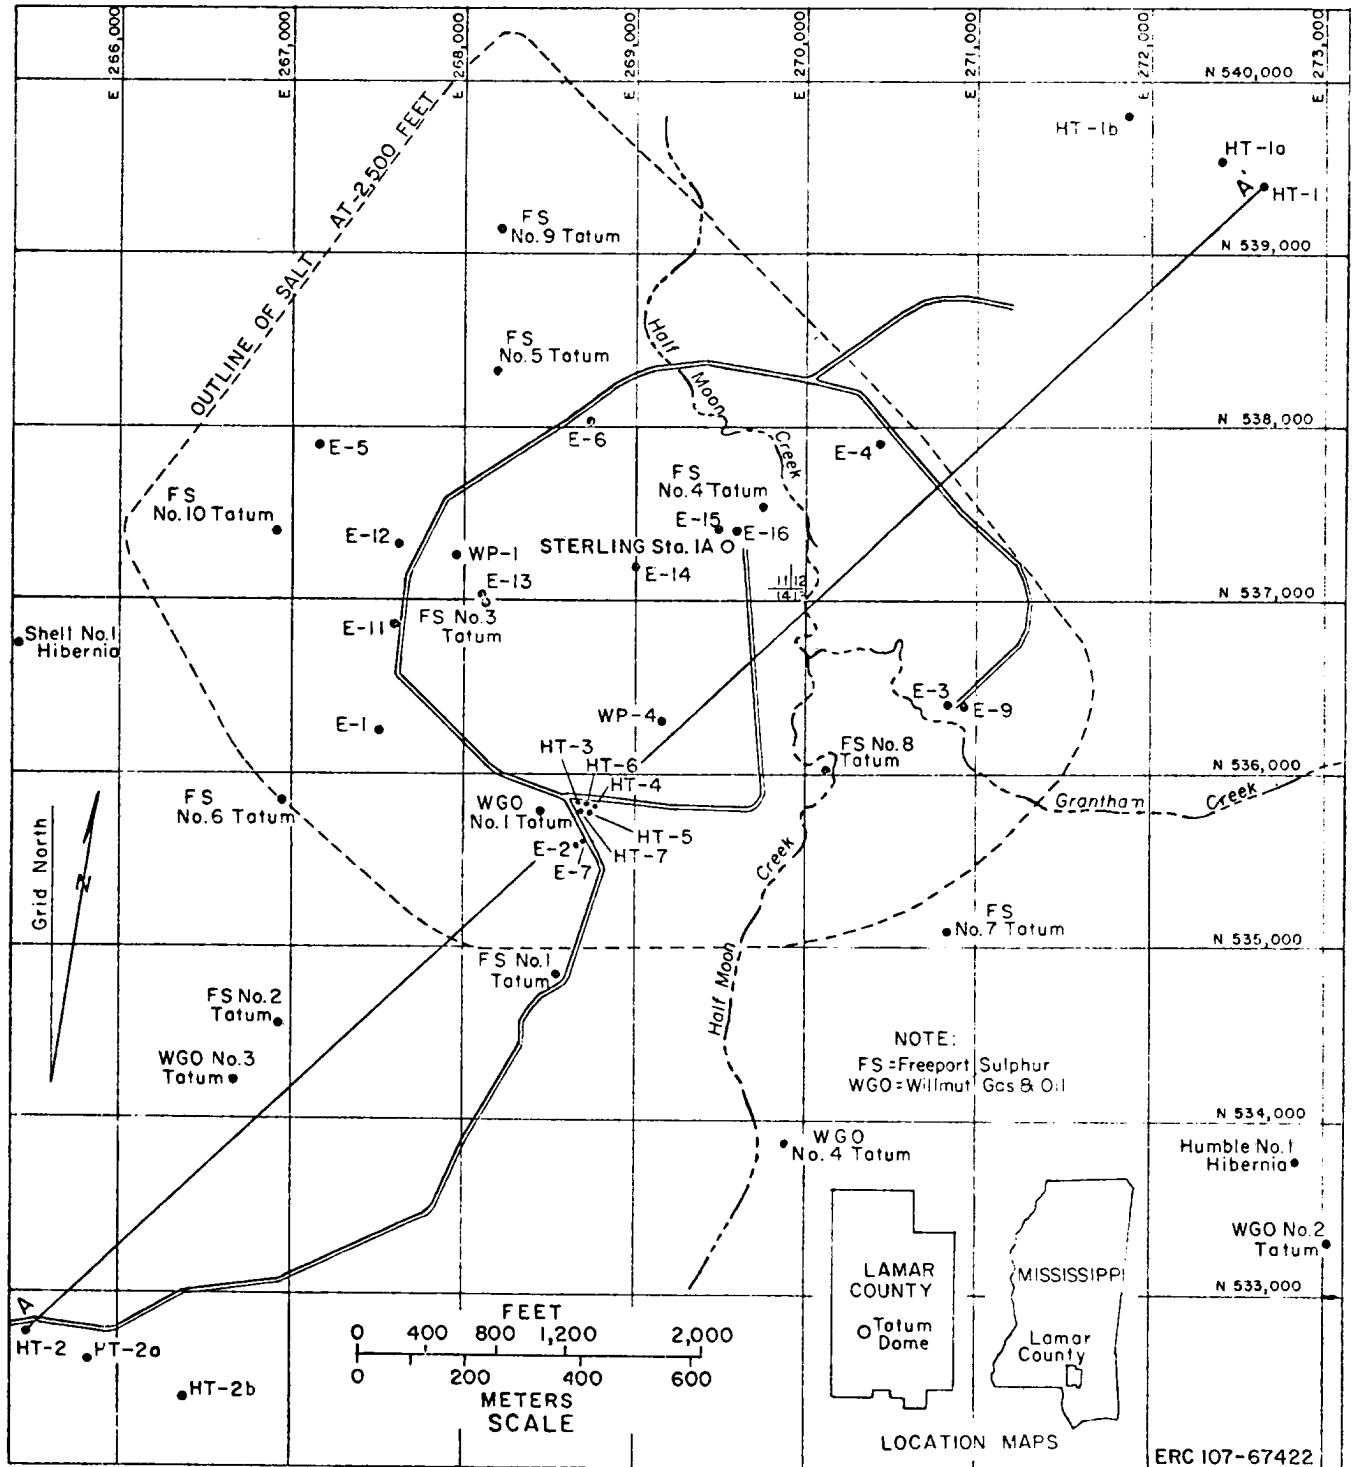 E 266,000
E 267,000
E 268,000
E 269,000
E 270,000
E 271,000
E 272,000
E 273,000
N 540,000
HT-1b
HT-1a
A'
HT-1
OUTLINE OF SALT AT -2,500 FEET
FS
No. 9 Tatum
N 539,000
Half
Moon
Creek
FS
No. 5 Tatum
N 538,000
E-6
E-5
E-4
FS
No. 4 Tatum
FS
No. 10 Tatum
E-15
E-16
E-12
WP-1
STERLING Sta. 1A
E-14
E-13
11 12
14
N 537,000
FS No. 3
Tatum
E-11
Shell No. 1
Hibernia
E-3
E-9
WP-4
E-1
HT-3
HT-6
HT-4
FS No. 8
Tatum
N 536,000
FS
No. 6 Tatum
WGO
No. 1 Tatum
HT-5
HT-7
Grantham
Creek
E-2
E-7
Creek
Grid North
N
FS
No. 7 Tatum
N 535,000
FS No. 1
Tatum
Half Moon
FS No. 2
Tatum
WGO No. 3
Tatum
NOTE:
FS = Freeport Sulphur
WGO = Willmut Gas & Oil
N 534,000
WGO
No. 4 Tatum
Humble No. 1
Hibernia
WGO No. 2
Tatum
LAMAR
COUNTY
Tatum
Dome
MISSISSIPPI
Lamar
County
N 533,000
A
HT-2
HT-2a
HT-2b
FEET
0 400 800 1,200 2,000
0 200 400 600
METERS
SCALE
LOCATION MAPS
ERC 107-67422